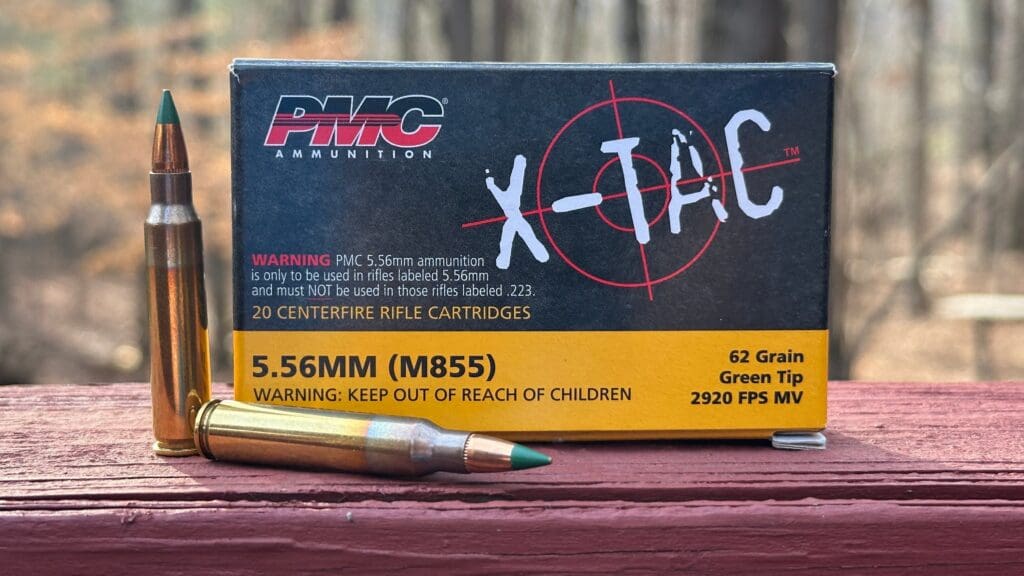 PMC®
AMMUNITION
X-TAC™
WARNING PMC 5.56mm ammunition
is only to be used in rifles labeled 5.56mm
and must NOT be used in those rifles labeled .223.
20 CENTERFIRE RIFLE CARTRIDGES
5.56MM (M855)
WARNING: KEEP OUT OF REACH OF CHILDREN
62 Grain
Green Tip
2920 FPS MV